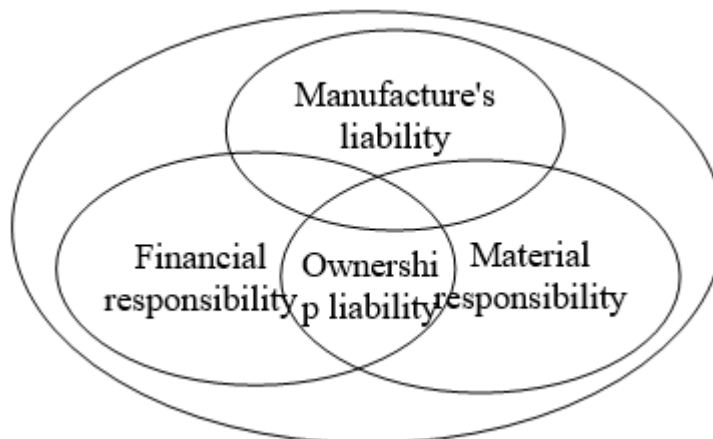 Manufacture's
liability
Financial
responsibility
Ownershi
p liability
Material
responsibility